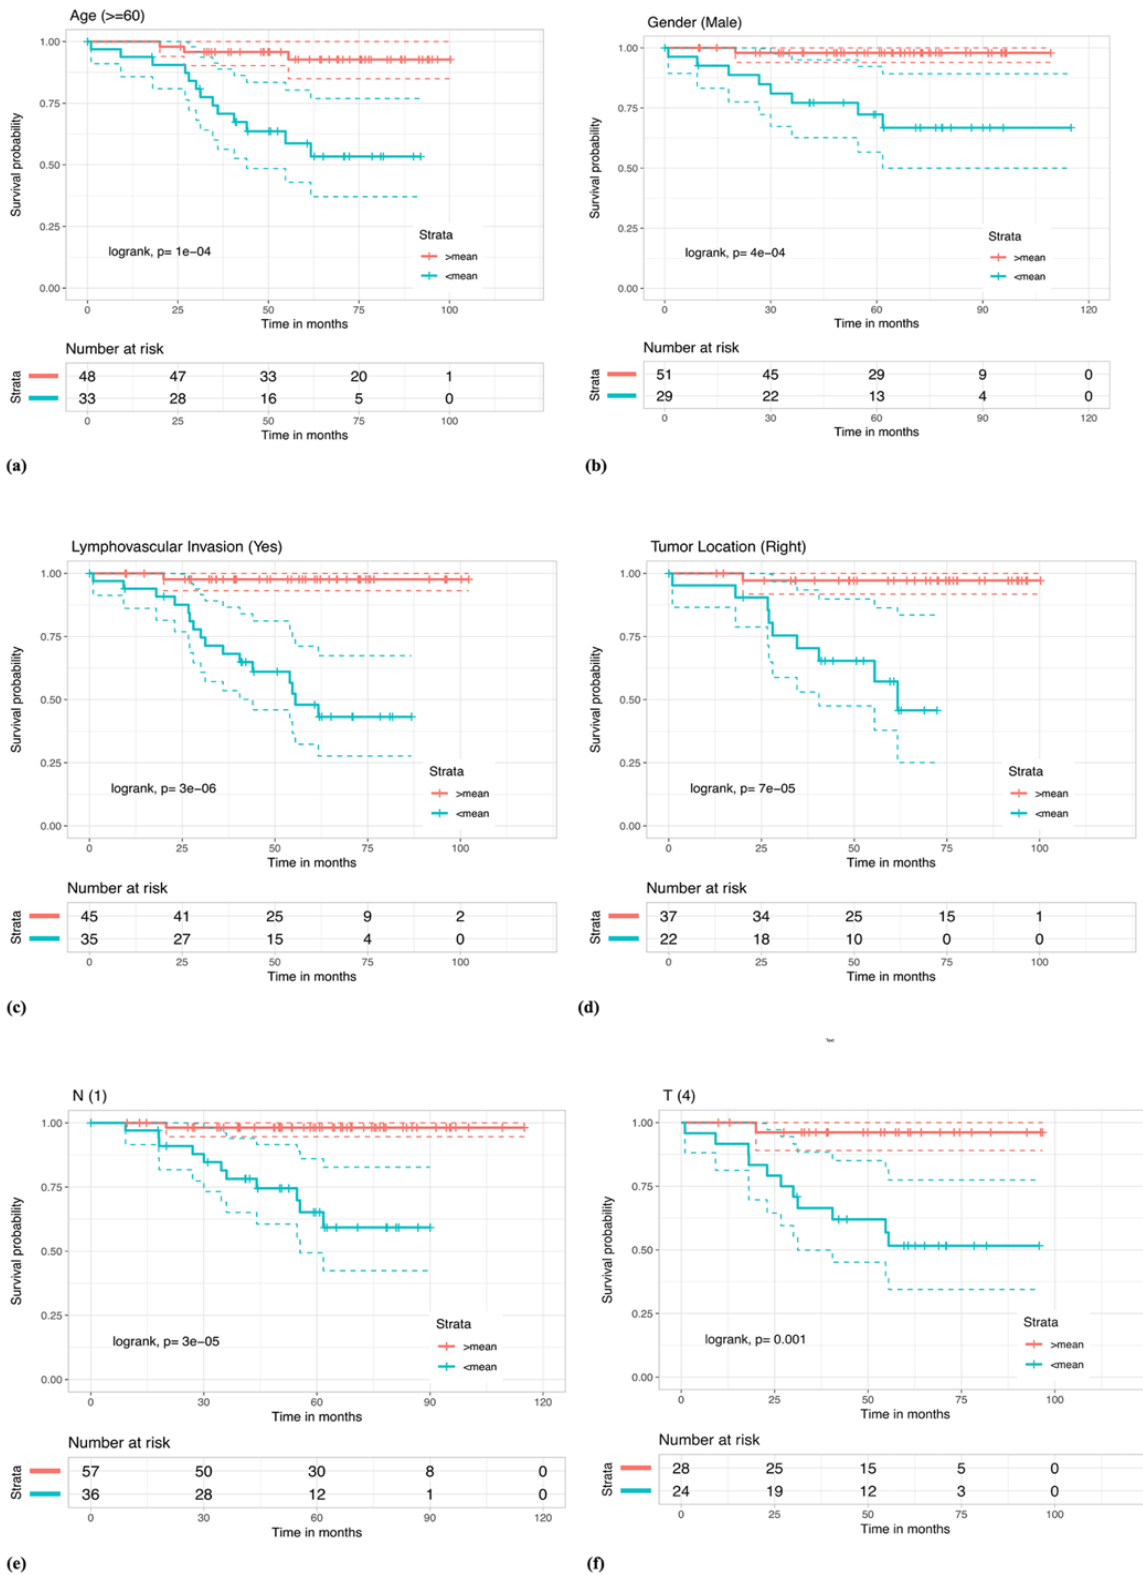 Age (>=60)
1.00
0.75
0.50
0.25
0.00
Survival probability
logrank, p= 1e−04
Strata
>mean
<mean
0 25 50 75 100
Time in months
Number at risk
Strata
48 47 33 20 1
33 28 16 5 0
0 25 50 75 100
Time in months
(a)
Gender (Male)
1.00
0.75
0.50
0.25
0.00
Survival probability
logrank, p= 4e−04
Strata
>mean
<mean
0 30 60 90 120
Time in months
Number at risk
Strata
51 45 29 9 0
29 22 13 4 0
0 30 60 90 120
Time in months
(b)
Lymphovascular Invasion (Yes)
1.00
0.75
0.50
0.25
0.00
Survival probability
logrank, p= 3e−06
Strata
>mean
<mean
0 25 50 75 100
Time in months
Number at risk
Strata
45 41 25 9 2
35 27 15 4 0
0 25 50 75 100
Time in months
(c)
Tumor Location (Right)
1.00
0.75
0.50
0.25
0.00
Survival probability
logrank, p= 7e−05
Strata
>mean
<mean
0 25 50 75 100
Time in months
Number at risk
Strata
37 34 25 15 1
22 18 10 0 0
0 25 50 75 100
Time in months
(d)
Text
N (1)
1.00
0.75
0.50
0.25
0.00
Survival probability
logrank, p= 3e−05
Strata
>mean
<mean
0 30 60 90 120
Time in months
Number at risk
Strata
57 50 30 8 0
36 28 12 1 0
0 30 60 90 120
Time in months
(e)
T (4)
1.00
0.75
0.50
0.25
0.00
Survival probability
logrank, p= 0.001
Strata
>mean
<mean
0 25 50 75 100
Time in months
Number at risk
Strata
28 25 15 5 0
24 19 12 3 0
0 25 50 75 100
Time in months
(f)